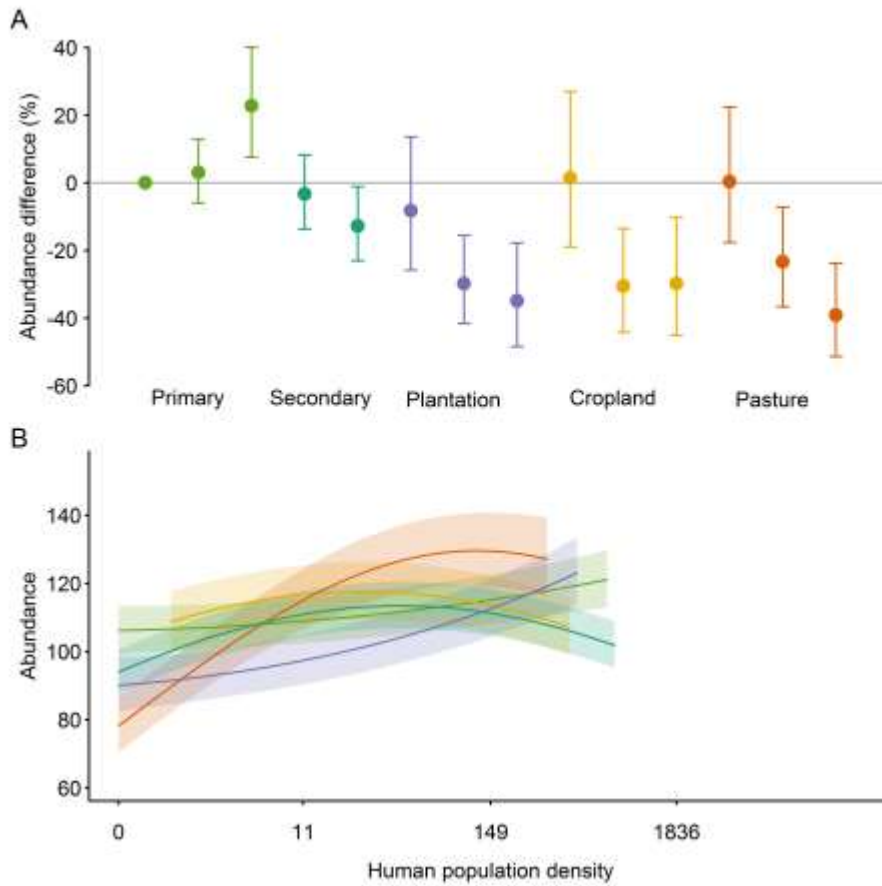 A
Abundance difference (%)
40
20
0
-20
-40
-60
Primary Secondary Plantation Cropland Pasture
B
Abundance
140
120
100
80
60
0 11 149 1836
Human population density